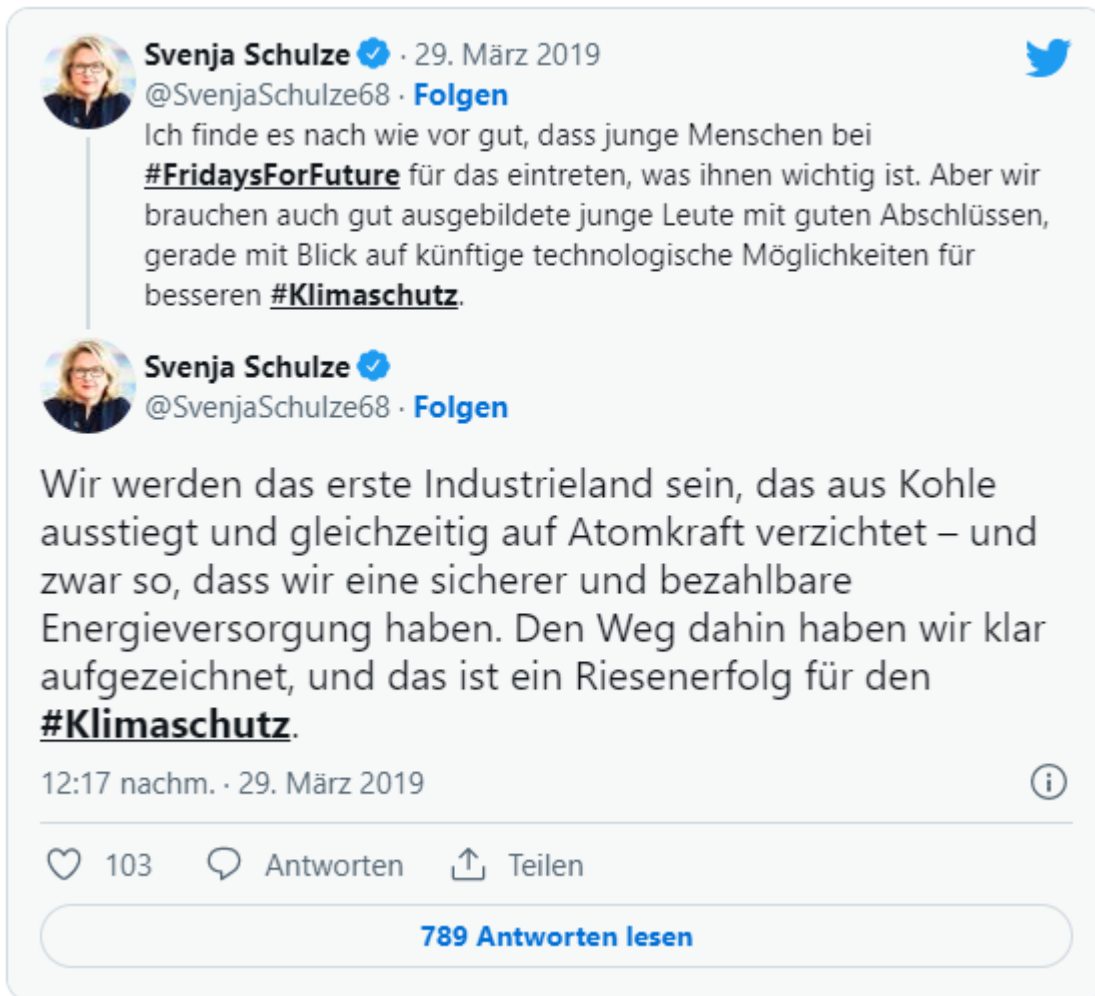 Svenja Schulze · 29. März 2019
@SvenjaSchulze68 · Folgen
Ich finde es nach wie vor gut, dass junge Menschen bei
#FridaysForFuture für das eintreten, was ihnen wichtig ist. Aber wir
brauchen auch gut ausgebildete junge Leute mit guten Abschlüssen,
gerade mit Blick auf künftige technologische Möglichkeiten für
besseren #Klimaschutz.
Svenja Schulze
@SvenjaSchulze68 · Folgen
Wir werden das erste Industrieland sein, das aus Kohle
ausstiegt und gleichzeitig auf Atomkraft verzichtet – und
zwar so, dass wir eine sicherer und bezahlbare
Energieversorgung haben. Den Weg dahin haben wir klar
aufgezeichnet, und das ist ein Riesenerfolg für den
#Klimaschutz.
12:17 nachm. · 29. März 2019
103 Antworten Teilen
789 Antworten lesen